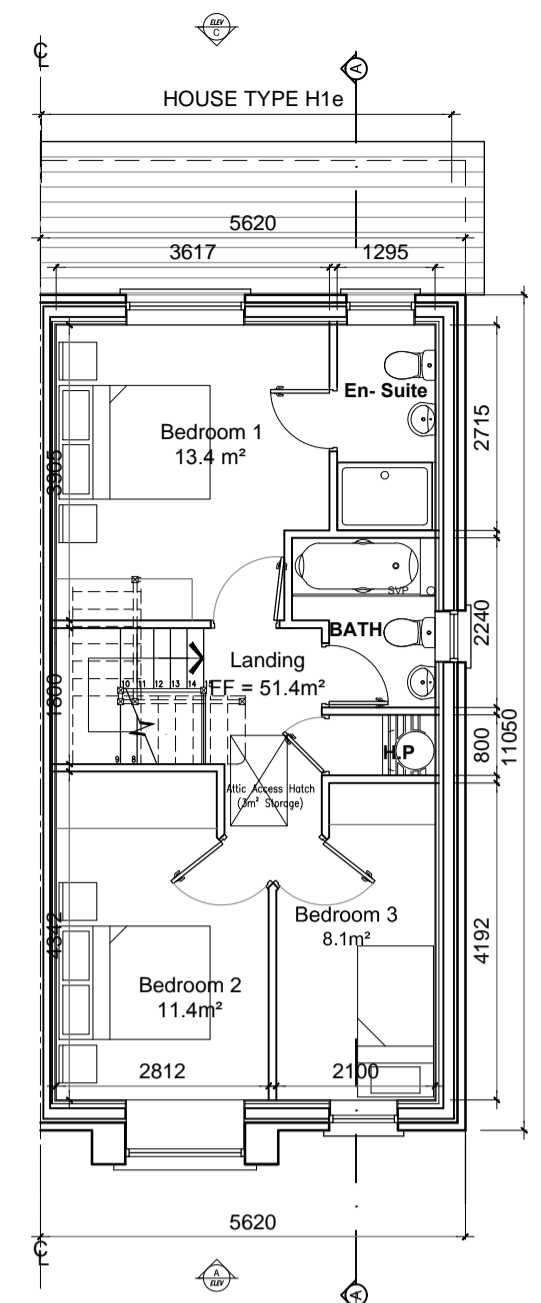 ELEV
C
℄
A
HOUSE TYPE H1e
5620
3617
1295
En- Suite
Bedroom 1
13.4 m²
3905
2715
SVP
BATH
2240
Landing
FF = 51.4m²
1800
10 11 12 13 14 15
9 8
H.P
800
11050
Attic Access Hatch
(3m² Storage)
Bedroom 3
8.1m²
4342
4192
Bedroom 2
11.4m²
2812
2100
5620
℄
A
ELEV
A